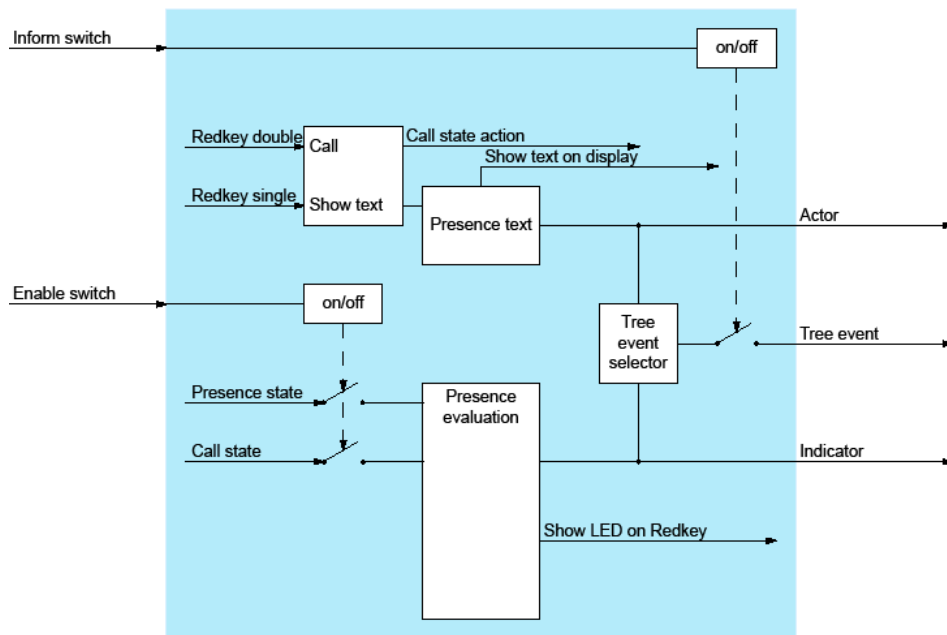 Inform switch
on/off
Redkey double
Call
Call state action
Show text on display
Redkey single
Show text
Presence text
Actor
Enable switch
on/off
Tree
event
selector
Tree event
Presence state
Presence
evaluation
Call state
Indicator
Show LED on Redkey